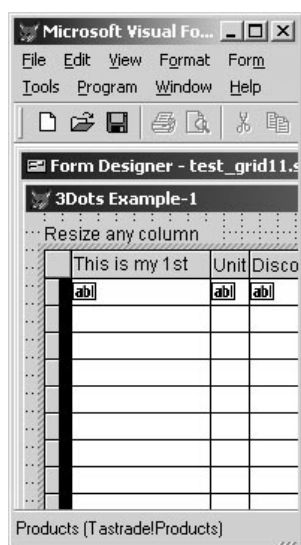 Microsoft Visual Fo...
File Edit View Format Form
Tools Program Window Help
Form Designer - test_grid11.s
3Dots Example-1
Resize any column
This is my 1st Unit Disco
abl abl abl
Products (Tastrade!Products)